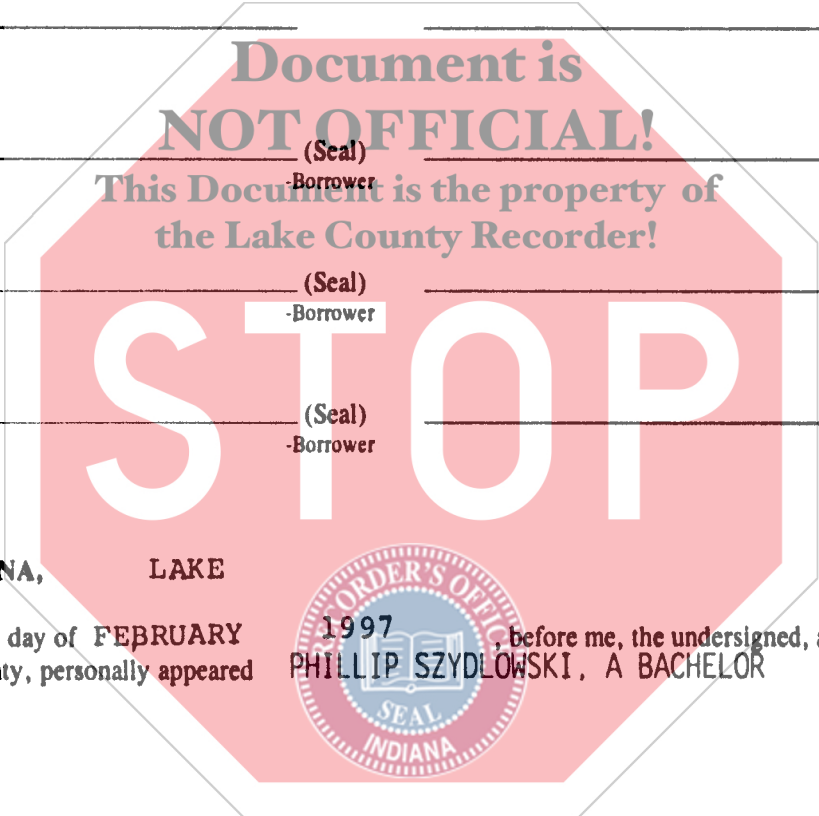 Document is
NOT OFFICIAL!
(Seal)
-Borrower
This Document is the property of
the Lake County Recorder!
(Seal)
-Borrower
STOP
(Seal)
-Borrower
NA, LAKE
day of FEBRUARY 1997, before me, the undersigned, a
ty, personally appeared PHILLIP SZYDLOWSKI, A BACHELOR
RECORDER'S OFFICE
SEAL
INDIANA